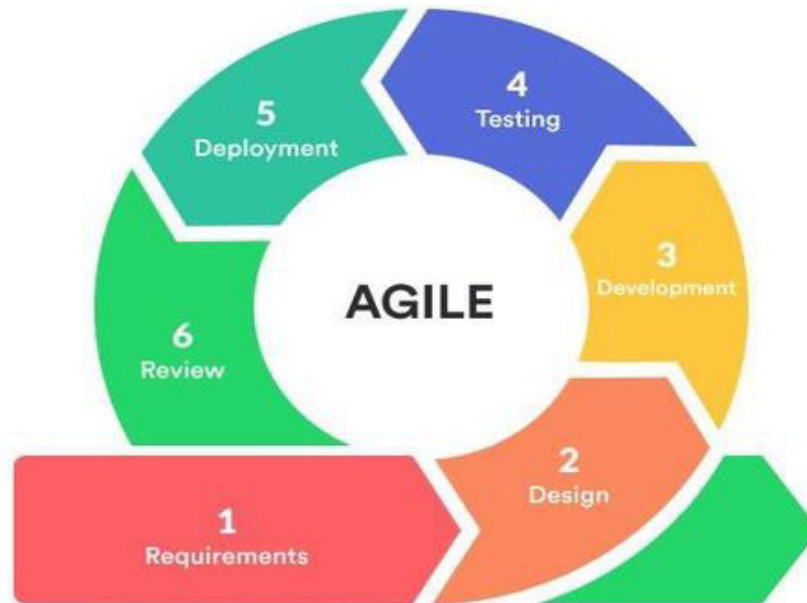 AGILE
1
Requirements
2
Design
3
Development
4
Testing
5
Deployment
6
Review